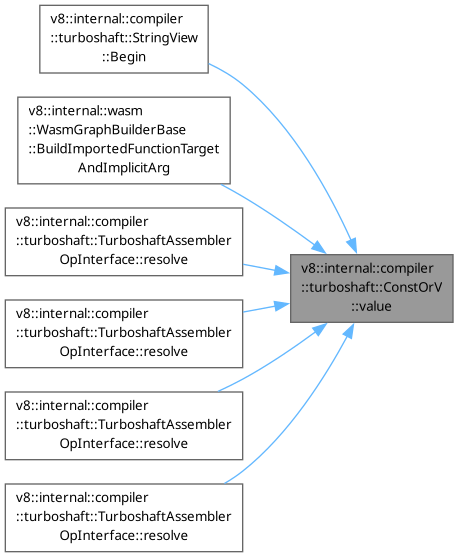 v8::internal::compiler
::turboshaft::StringView
::Begin
v8::internal::wasm
::WasmGraphBuilderBase
::BuildImportedFunctionTarget
AndImplicitArg
v8::internal::compiler
::turboshaft::TurboshaftAssembler
OpInterface::resolve
v8::internal::compiler
::turboshaft::ConstOrV
::value
v8::internal::compiler
::turboshaft::TurboshaftAssembler
OpInterface::resolve
v8::internal::compiler
::turboshaft::TurboshaftAssembler
OpInterface::resolve
v8::internal::compiler
::turboshaft::TurboshaftAssembler
OpInterface::resolve